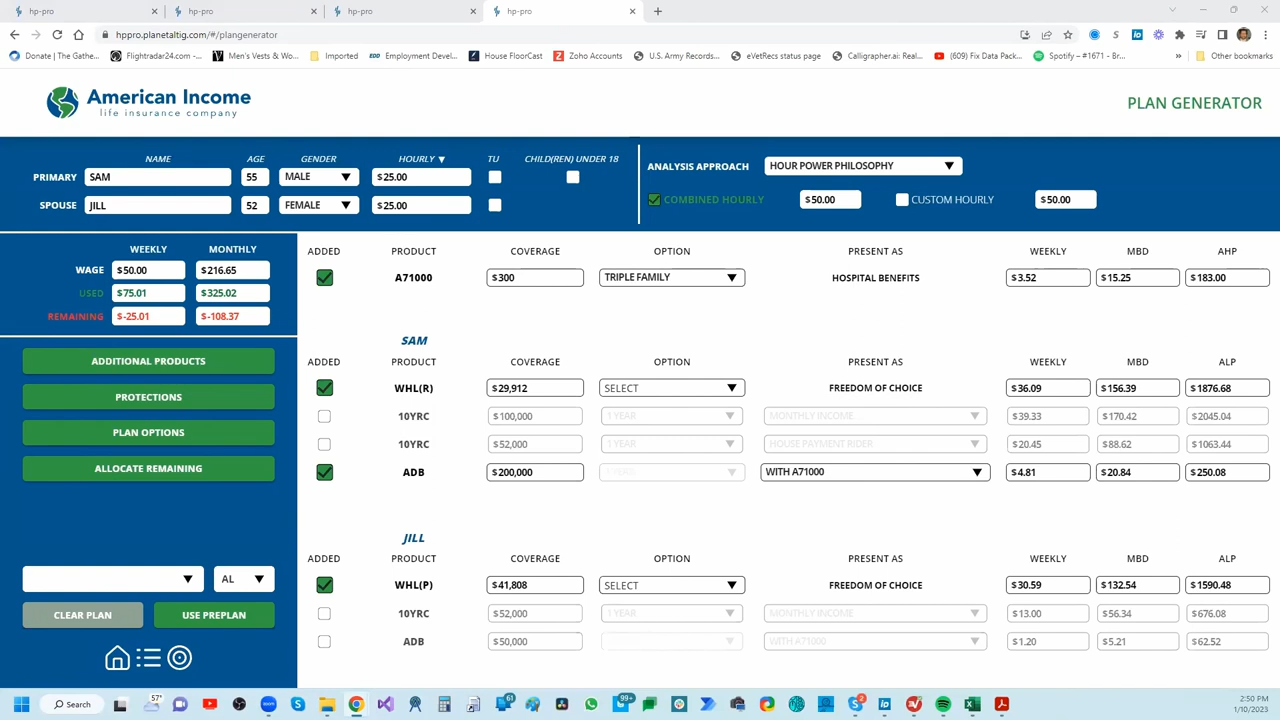 hp-pro hp-pro hp-pro hp-pro
hppro.planetaltig.com/#/plangenerator
Donate | The Gathe... Flightradar24.com -... Men's Vests & Wo... Imported EDD Employment Devel... House FloorCast Zoho Accounts U.S. Army Records... eVetRecs status page Calligrapher.ai: Real... (609) Fix Data Pack... Spotify – #1671 - Br... » Other bookmarks
American Income
life insurance company
PLAN GENERATOR
NAME AGE GENDER HOURLY ▼ TU CHILD(REN) UNDER 18
PRIMARY SAM 55 MALE $25.00
SPOUSE JILL 52 FEMALE $25.00
ANALYSIS APPROACH HOUR POWER PHILOSOPHY
COMBINED HOURLY $50.00 CUSTOM HOURLY $50.00
WEEKLY MONTHLY
WAGE $50.00 $216.65
USED $75.01 $325.02
REMAINING $-25.01 $-108.37
ADDITIONAL PRODUCTS
PROTECTIONS
PLAN OPTIONS
ALLOCATE REMAINING
AL
CLEAR PLAN USE PREPLAN
ADDED PRODUCT COVERAGE OPTION PRESENT AS WEEKLY MBD AHP
A71000 $300 TRIPLE FAMILY HOSPITAL BENEFITS $3.52 $15.25 $183.00
SAM
ADDED PRODUCT COVERAGE OPTION PRESENT AS WEEKLY MBD ALP
WHL(R) $29,912 SELECT FREEDOM OF CHOICE $36.09 $156.39 $1876.68
10YRC $100,000 1 YEAR MONTHLY INCOME $39.33 $170.42 $2045.04
10YRC $52,000 1 YEAR HOUSE PAYMENT RIDER $20.45 $88.62 $1063.44
ADB $200,000 WITH A71000 $4.81 $20.84 $250.08
JILL
ADDED PRODUCT COVERAGE OPTION PRESENT AS WEEKLY MBD ALP
WHL(P) $41,808 SELECT FREEDOM OF CHOICE $30.59 $132.54 $1590.48
10YRC $52,000 1 YEAR MONTHLY INCOME $13.00 $56.34 $676.08
ADB $50,000 WITH A71000 $1.20 $5.21 $62.52
Search 57° 61 99+ 2 2:50 PM
1/10/2023